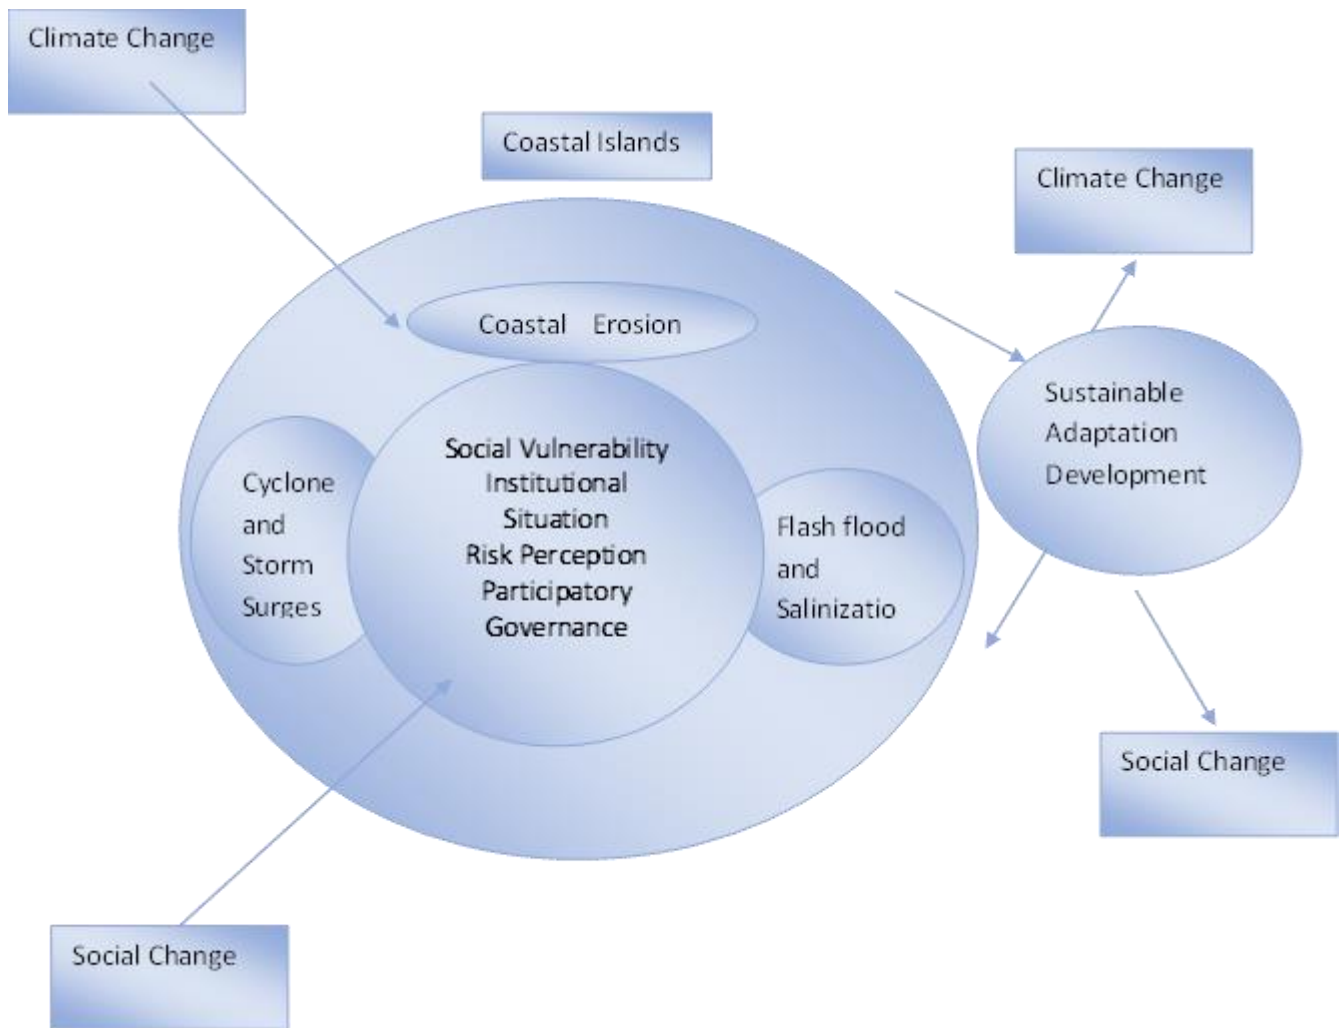 Climate Change
Coastal Islands
Climate Change
Coastal Erosion
Sustainable
Adaptation
Development
Social Vulnerability
Institutional
Situation
Risk Perception
Participatory
Governance
Cyclone
and
Storm
Surges
Flash flood
and
Salinizatio
Social Change
Social Change